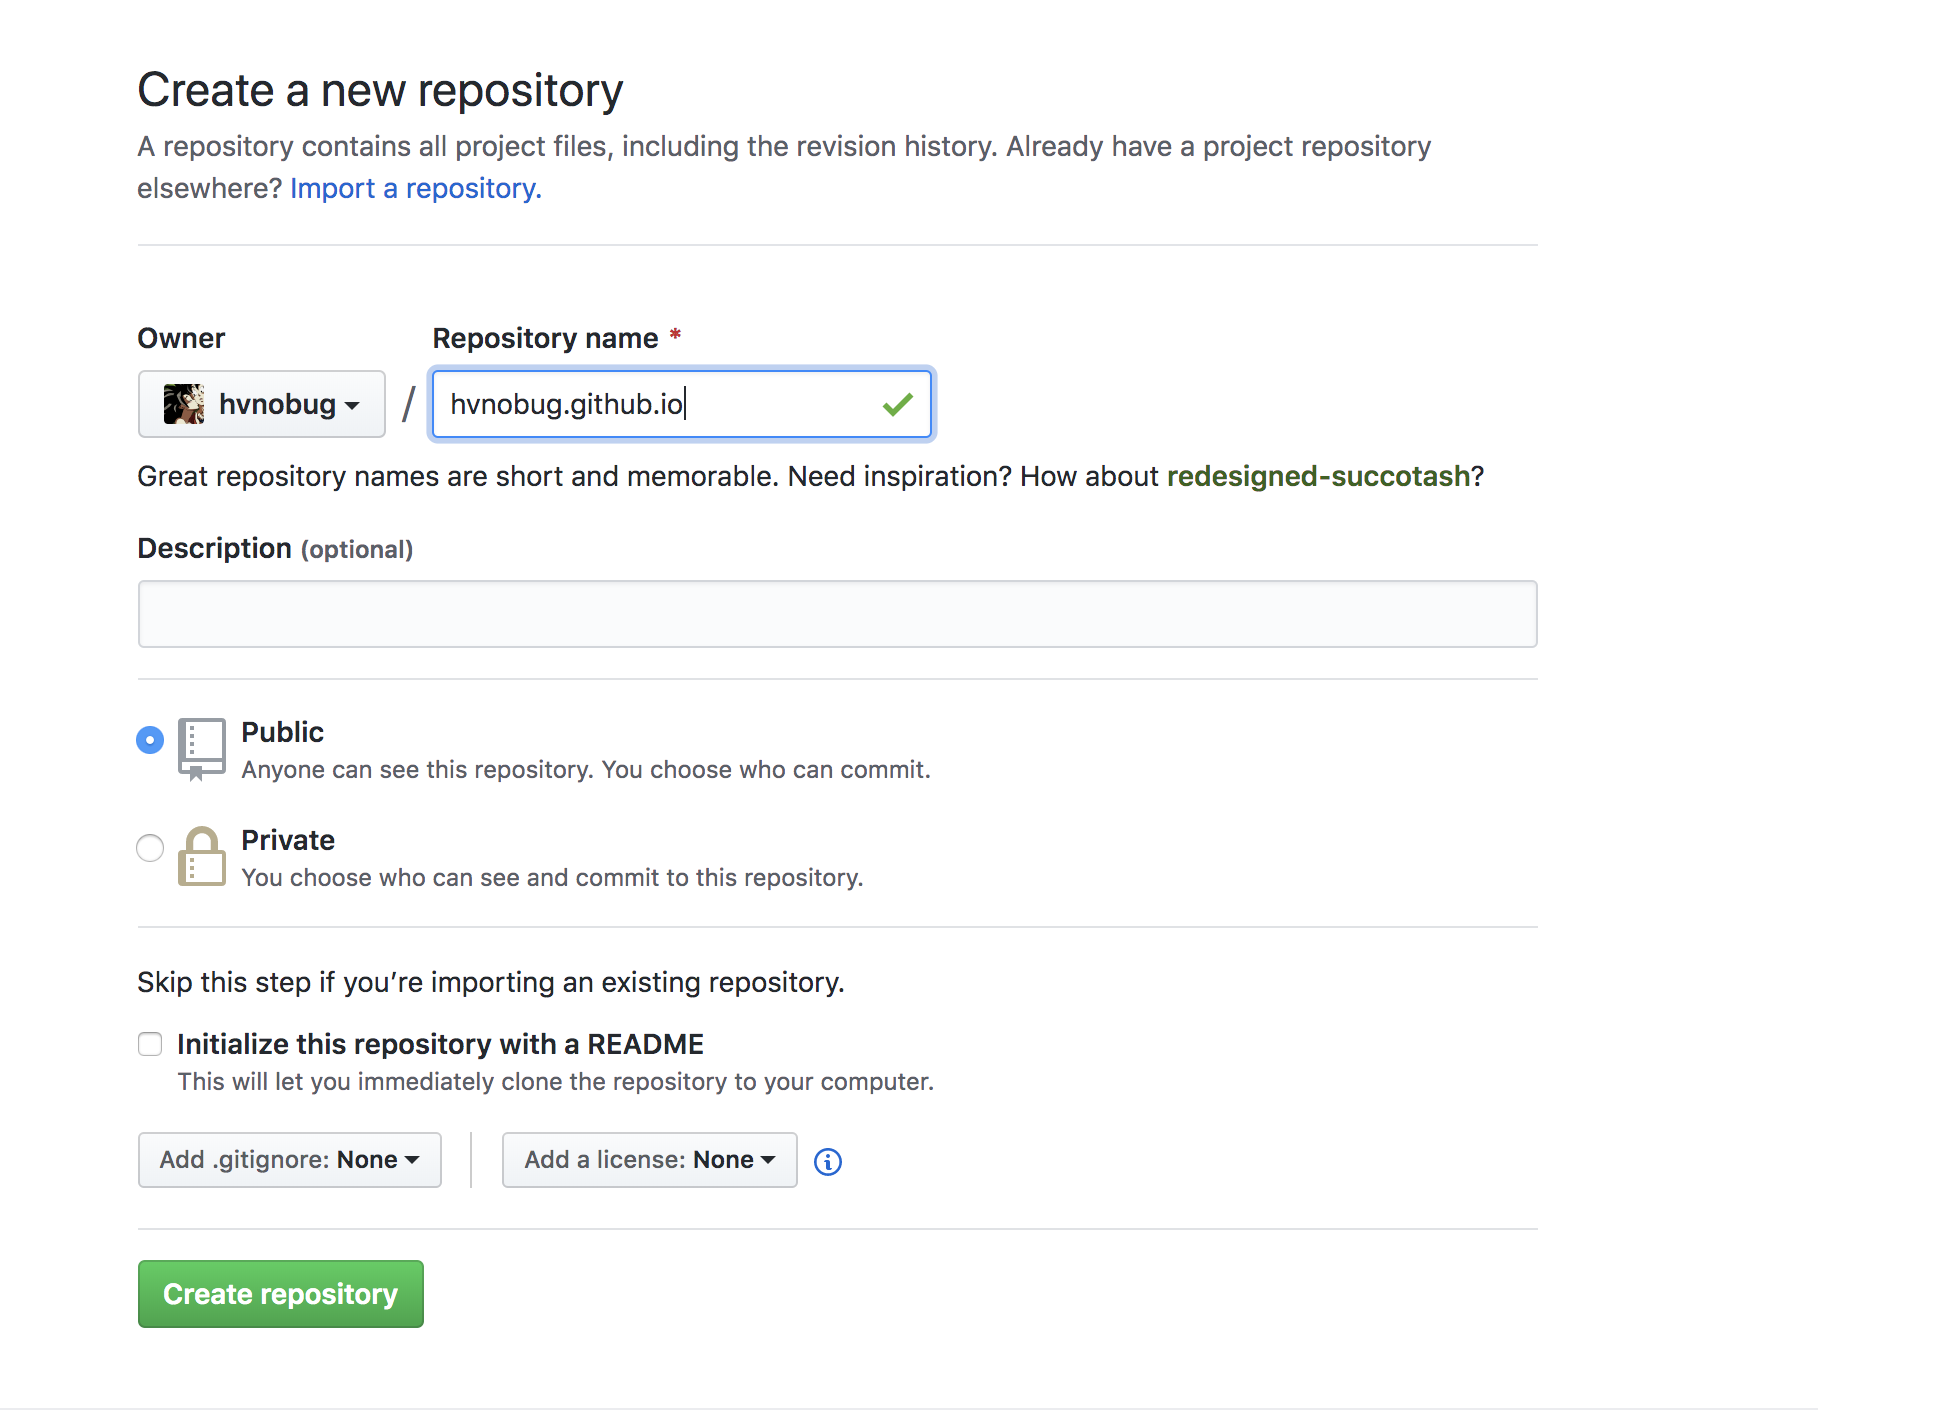 Create a new repository
A repository contains all project files, including the revision history. Already have a project repository
elsewhere? Import a repository.
Owner
Repository name *
hvnobug
/
hvnobug.github.io
Great repository names are short and memorable. Need inspiration? How about redesigned-succotash?
Description (optional)
Public
Anyone can see this repository. You choose who can commit.
Private
You choose who can see and commit to this repository.
Skip this step if you’re importing an existing repository.
Initialize this repository with a README
This will let you immediately clone the repository to your computer.
Add .gitignore: None
Add a license: None
Create repository